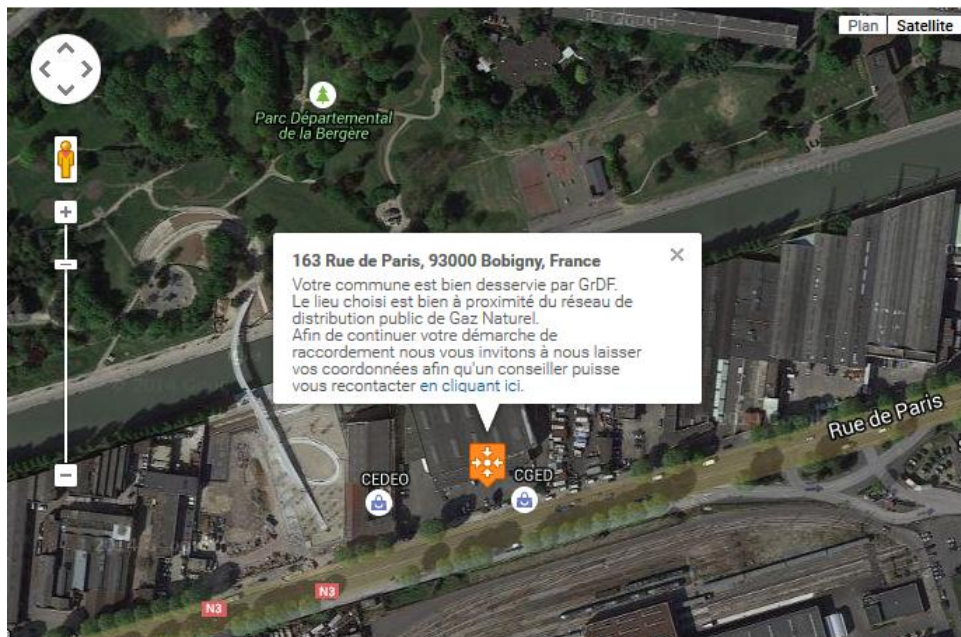 Plan
Satellite
Parc Départemental
de la Bergère
163 Rue de Paris, 93000 Bobigny, France
Votre commune est bien desservie par GrDF.
Le lieu choisi est bien à proximité du réseau de
distribution public de Gaz Naturel.
Afin de continuer votre démarche de
raccordement nous vous invitons à nous laisser
vos coordonnées afin qu'un conseiller puisse
vous recontacter en cliquant ici.
Rue de Paris
CEDEO
CGED
N3
N3